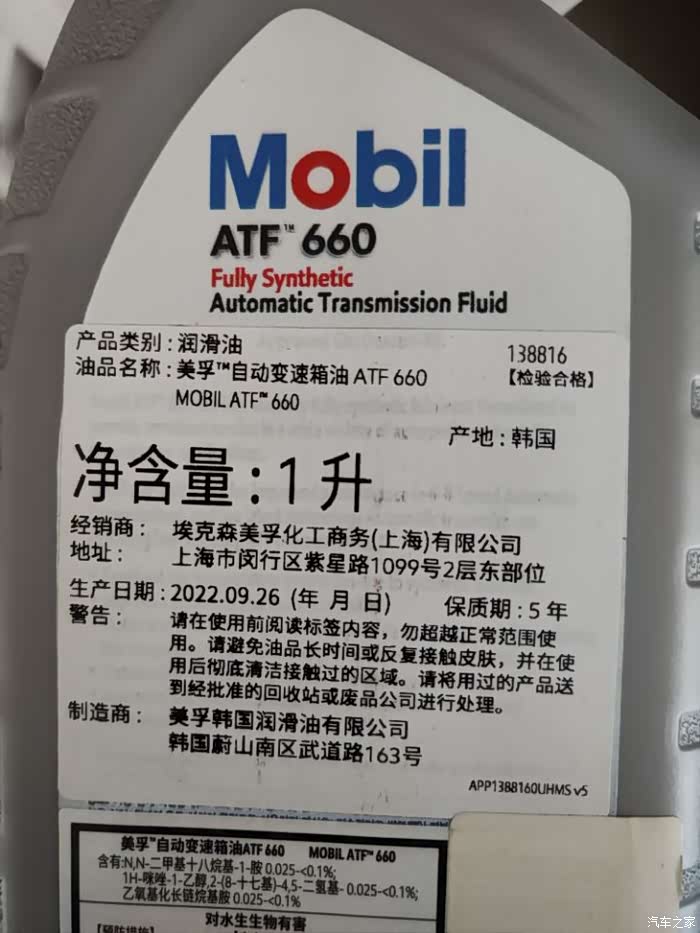 Mobil
ATF™ 660
Fully Synthetic
Automatic Transmission Fluid
产品类别:润滑油
138816
油品名称:美孚™自动变速箱油 ATF 660
【检验合格】
MOBIL ATF™ 660
产地:韩国
净含量:1升
经销商: 埃克森美孚化工商务(上海)有限公司
地址: 上海市闵行区紫星路1099号2层东部位
生产日期:2022.09.26 (年 月 日) 保质期:5年
警告: 请在使用前阅读标签内容,勿超越正常范围使
用。请避免油品长时间或反复接触皮肤,并在使
用后彻底清洁接触过的区域。请将用过的产品送
到经批准的回收站或废品公司进行处理。
制造商: 美孚韩国润滑油有限公司
韩国蔚山南区武道路163号
APP1388160UHMS v5
美孚™自动变速箱油ATF 660 MOBIL ATF™ 660
含有:N,N-二甲基十八烷基-1-胺 0.025-<0.1%;
1H-咪唑-1-乙醇,2-(8-十七基)-4,5-二氢基- 0.025-<0.1%;
乙氧基化长链烷基胺 0.025-<0.1%
对水生生物有害
【预防措施】
汽车之家